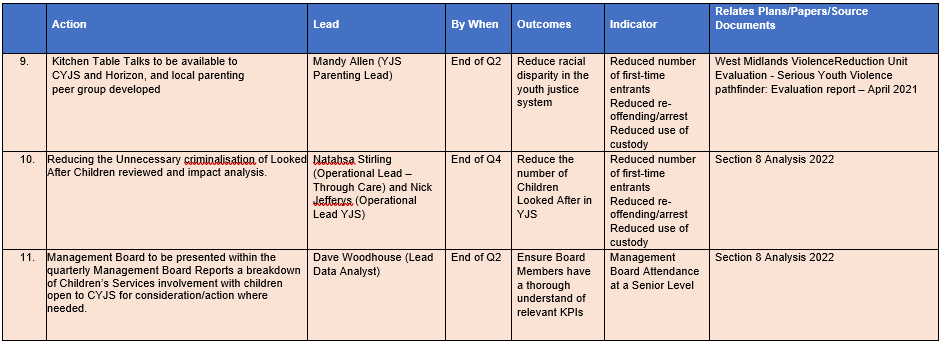 Action
Lead
By When
Outcomes
Indicator
Relates Plans/Papers/Source
Documents
9.
Kitchen Table Talks to be available to
CYJS and Horizon, and local parenting
peer group developed
Mandy Allen (YJS
Parenting Lead)
End of Q2
Reduce racial
disparity in the
youth justice
system
Reduced number
of first-time
entrants
Reduced re-
offending/arrest
Reduced use of
custody
West Midlands ViolenceReduction Unit
Evaluation - Serious Youth Violence
pathfinder: Evaluation report – April 2021
10.
Reducing the Unnecessary criminalisation of Looked
After Children reviewed and impact analysis.
Natahsa Stirling
(Operational Lead –
Through Care) and Nick
Jefferys (Operational
Lead YJS)
End of Q4
Reduce the
number of
Children
Looked After in
YJS
Reduced number
of first-time
entrants
Reduced re-
offending/arrest
Reduced use of
custody
Section 8 Analysis 2022
11.
Management Board to be presented within the
quarterly Management Board Reports a breakdown
of Children's Services involvement with children
open to CYJS for consideration/action where
needed.
Dave Woodhouse (Lead
Data Analyst)
End of Q2
Ensure Board
Members have
a thorough
understand of
relevant KPIs
Management
Board Attendance
at a Senior Level
Section 8 Analysis 2022